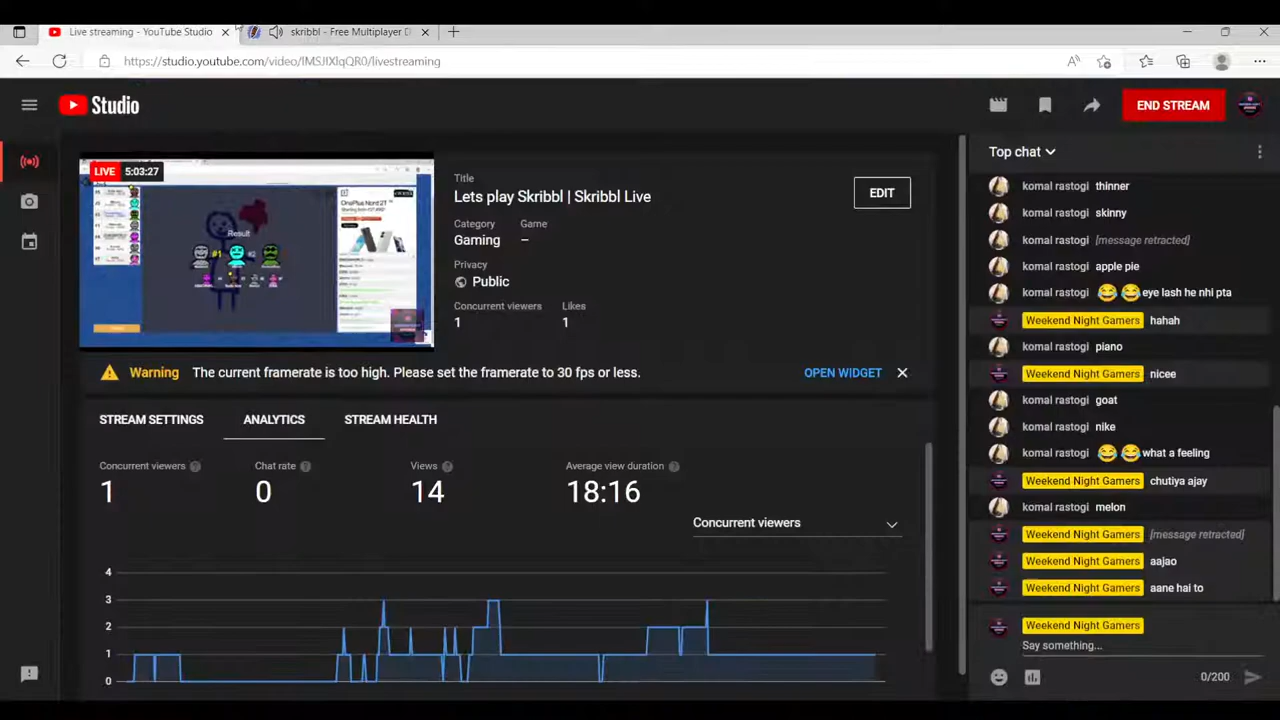 Live streaming - YouTube Studio
skribbl - Free Multiplayer D
https://studio.youtube.com/video/lMSJIXlqQR0/livestreaming
Studio
END STREAM
LIVE 5:03:27
Result
#1
OnePlus Nord 2T
Title
Lets play Skribbl | Skribbl Live
EDIT
Category
Game
Gaming
–
Privacy
Public
Concurrent viewers
Likes
1
1
Warning
The current framerate is too high. Please set the framerate to 30 fps or less.
OPEN WIDGET
STREAM SETTINGS
ANALYTICS
STREAM HEALTH
Concurrent viewers
Chat rate
Views
Average view duration
1
0
14
18:16
Concurrent viewers
4
3
2
1
0
Top chat
komal rastogi thinner
komal rastogi skinny
komal rastogi [message retracted]
komal rastogi apple pie
komal rastogi 😂 😂 eye lash he nhi pta
Weekend Night Gamers hahah
komal rastogi piano
Weekend Night Gamers nicee
komal rastogi goat
komal rastogi nike
komal rastogi 😂 😂 what a feeling
Weekend Night Gamers chutiya ajay
komal rastogi melon
Weekend Night Gamers [message retracted]
Weekend Night Gamers aajao
Weekend Night Gamers aane hai to
Weekend Night Gamers
Say something...
0/200